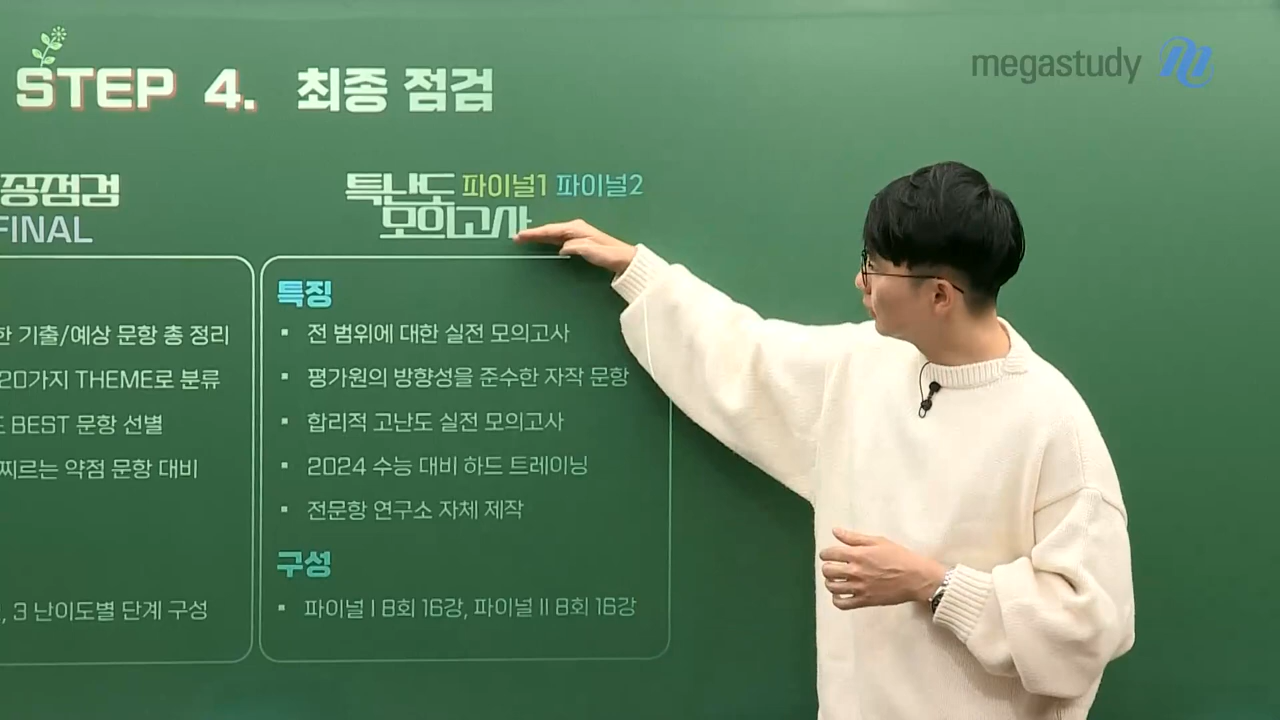 megastudy
STEP 4. 최종 점검
종점검
FINAL
한 기출/예상 문항 총 정리
20가지 THEME로 분류
BEST 문항 선별
찌르는 약점 문항 대비
, 3 난이도별 단계 구성
특난도 파이널1 파이널2
모의고사
특징
▪ 전 범위에 대한 실전 모의고사
▪ 평가원의 방향성을 준수한 자작 문항
▪ 합리적 고난도 실전 모의고사
▪ 2024 수능 대비 하드 트레이닝
▪ 전문항 연구소 자체 제작
구성
▪ 파이널 I 8회 16강, 파이널 II 8회 16강